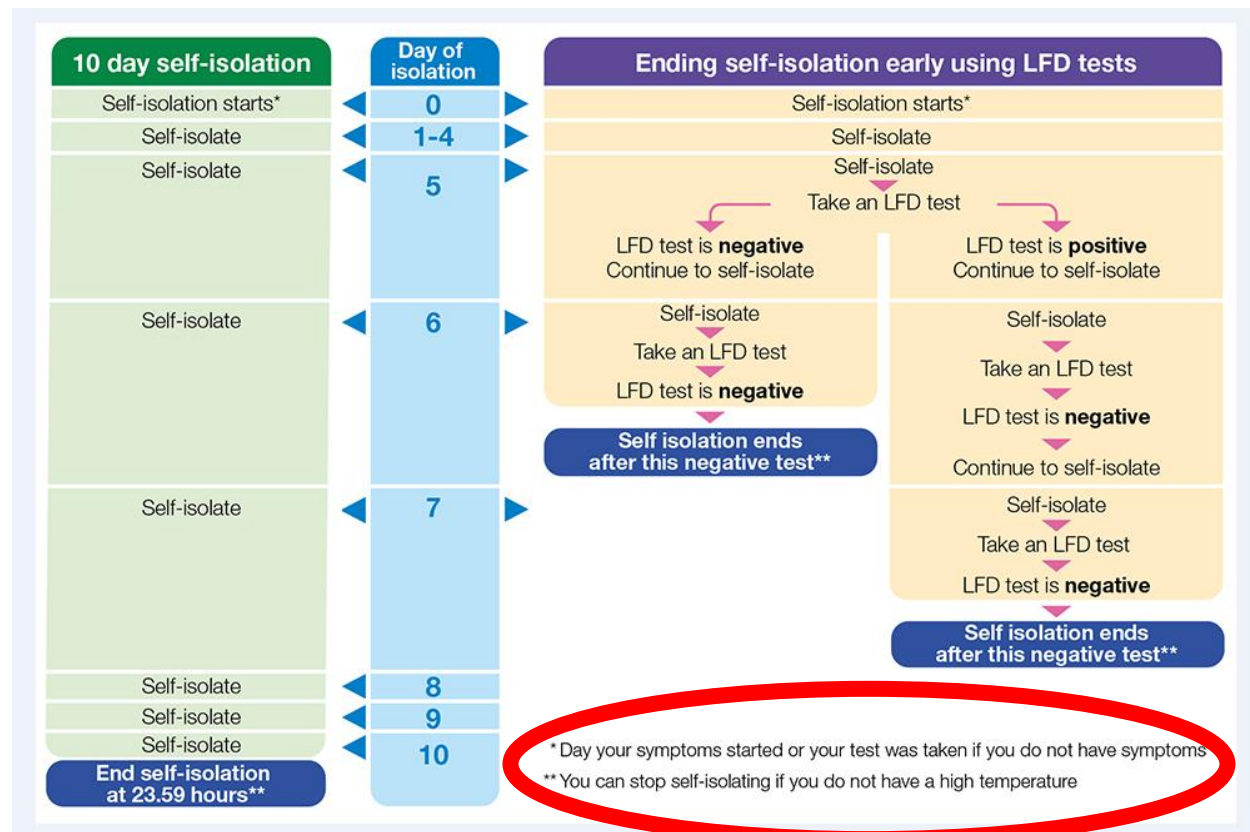 10 day self-isolation
Day of
isolation
Ending self-isolation early using LFD tests
Self-isolation starts*
0
Self-isolation starts*
Self-isolate
1-4
Self-isolate
Self-isolate
5
Self-isolate
Take an LFD test
LFD test is negative
Continue to self-isolate
LFD test is positive
Continue to self-isolate
Self-isolate
6
Self-isolate
Take an LFD test
LFD test is negative
Self isolation ends
after this negative test**
Self-isolate
Take an LFD test
LFD test is negative
Continue to self-isolate
Self-isolate
7
Self-isolate
Take an LFD test
LFD test is negative
Self isolation ends
after this negative test**
Self-isolate
8
Self-isolate
9
Self-isolate
10
End self-isolation
at 23.59 hours**
* Day your symptoms started or your test was taken if you do not have symptoms
** You can stop self-isolating if you do not have a high temperature